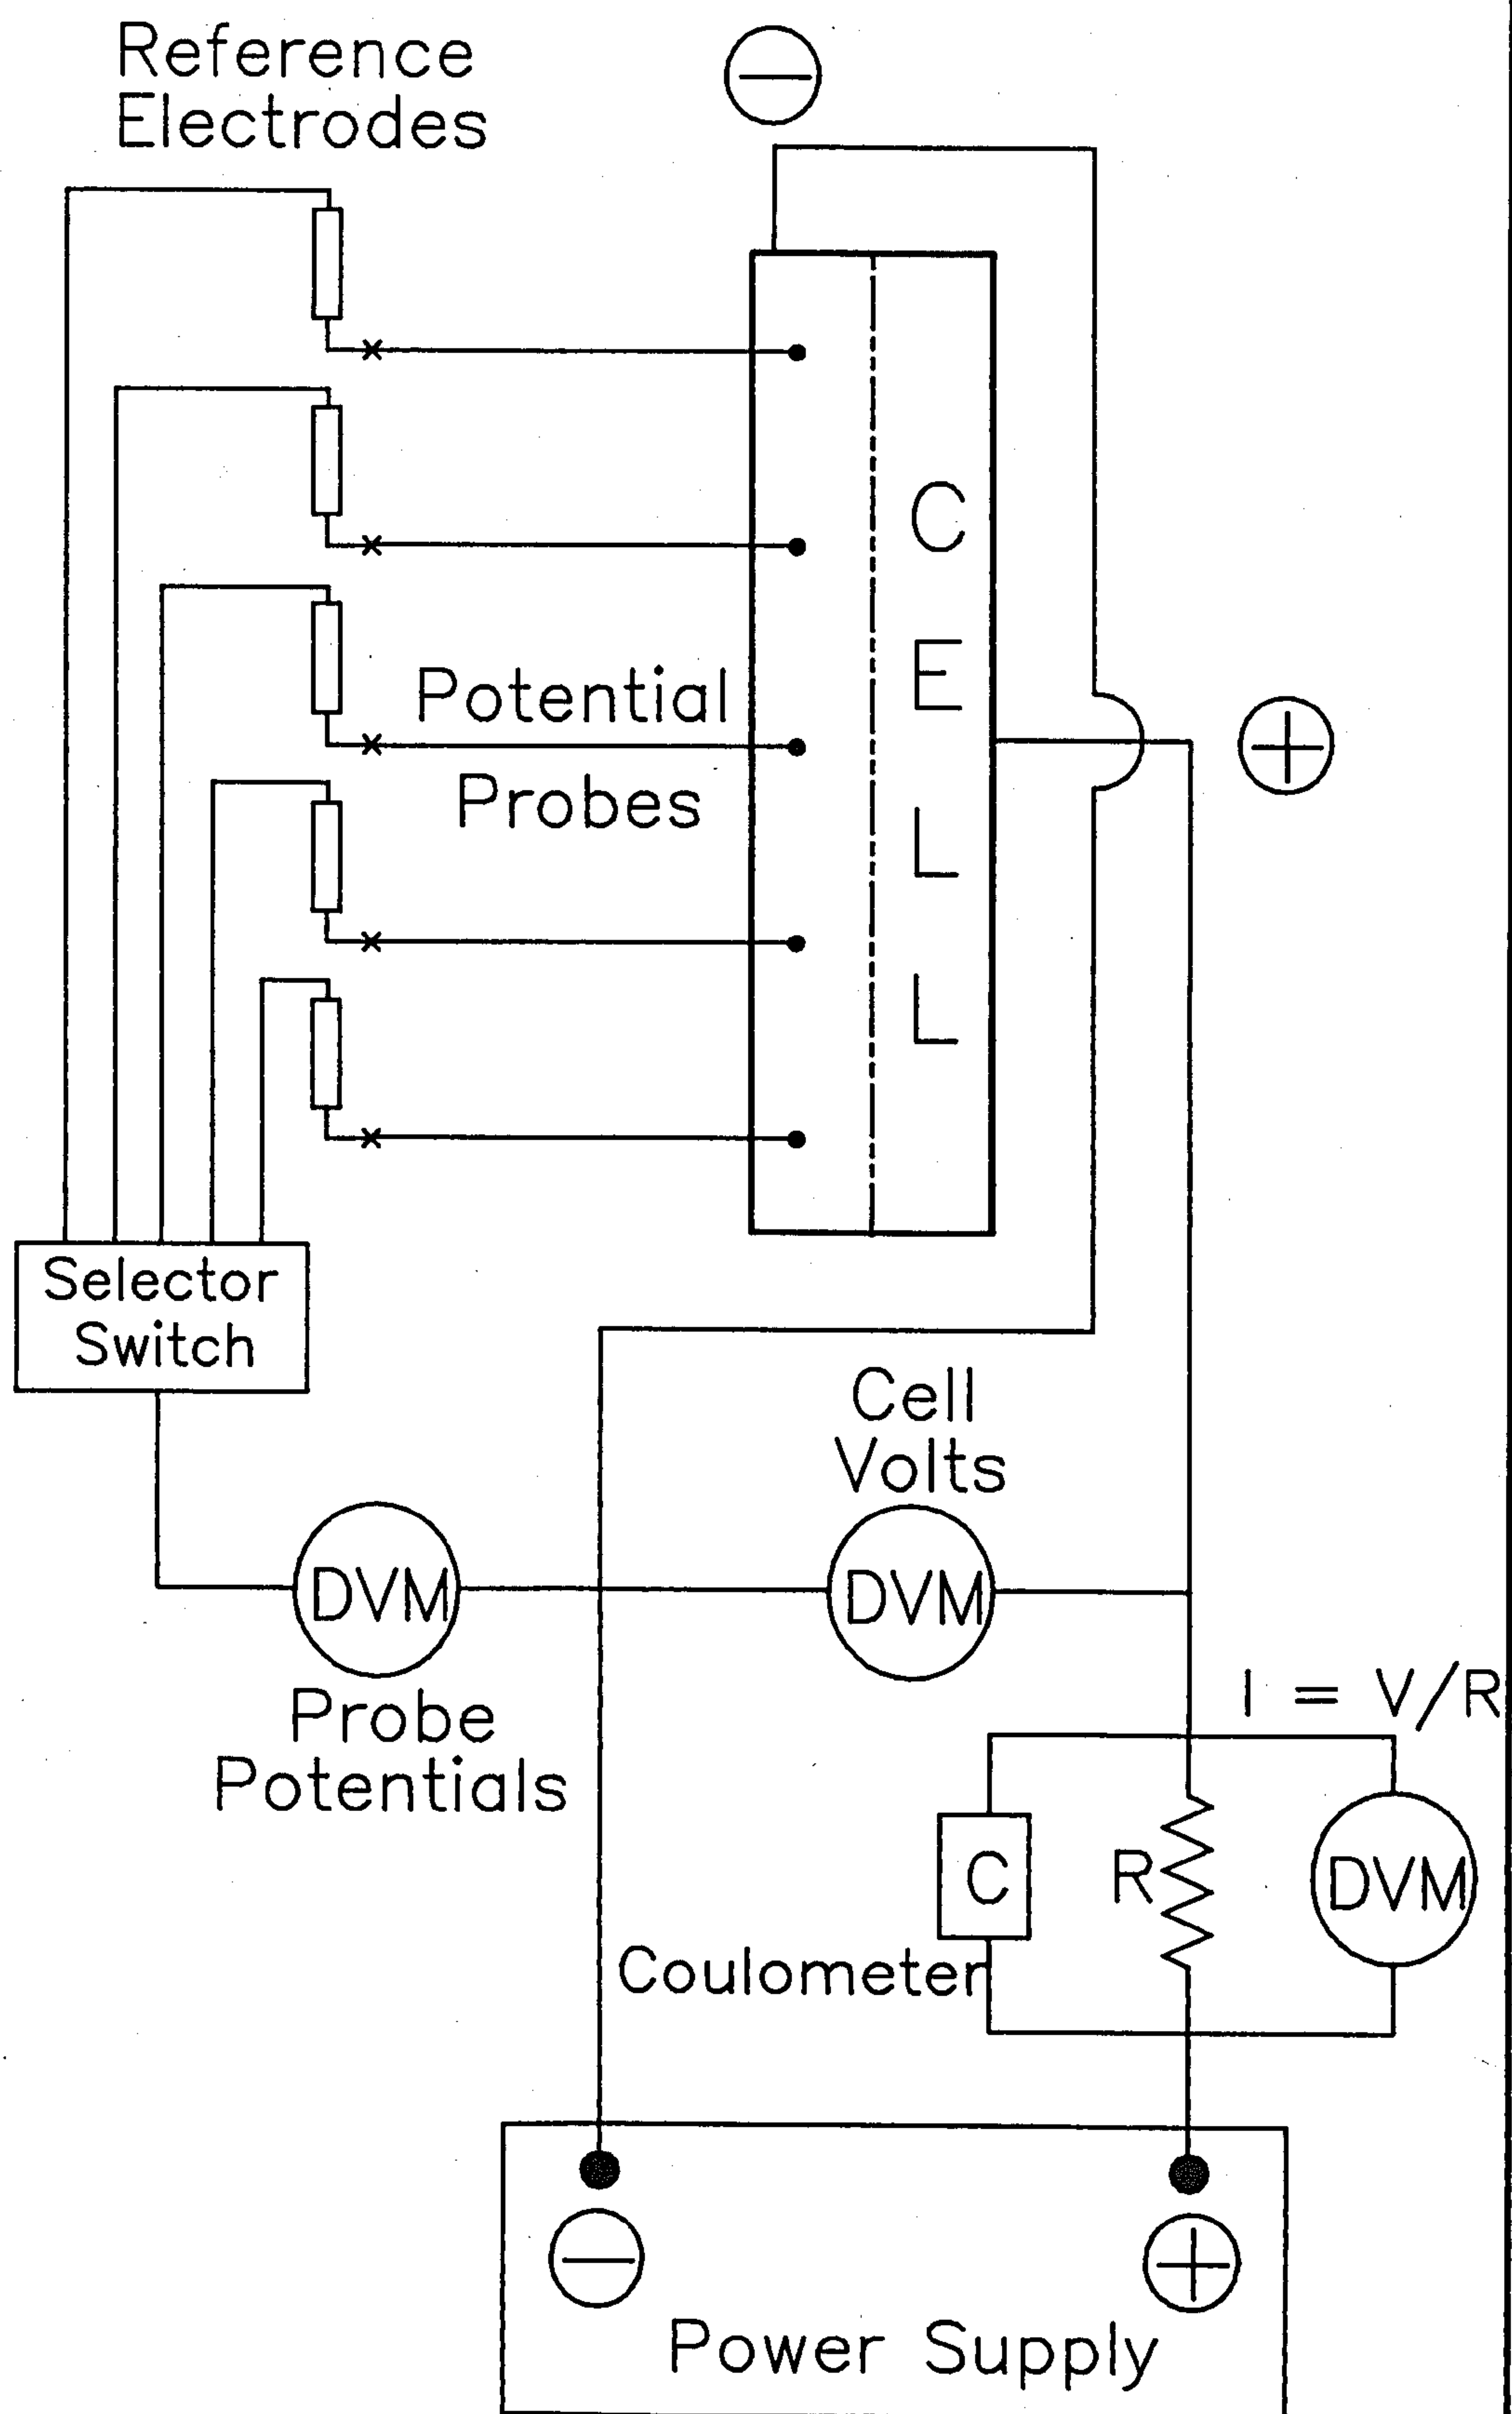 Reference
Electrodes
Potential
Probes
C
E
L
L
Selector
Switch
Cell
Volts
DVM
DVM
Probe
Potentials
I = V/R
C
R
DVM
Coulometer
Power Supply